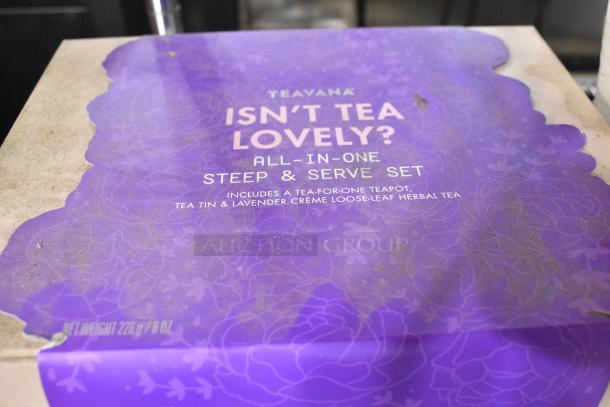 TEAVANA
ISN'T TEA
LOVELY?
ALL-IN-ONE
STEEP & SERVE SET
INCLUDES A TEA-FOR-ONE TEAPOT,
TEA TIN & LAVENDER CRÈME LOOSE-LEAF HERBAL TEA
AUCTION GROUP
NET WEIGHT 226 g / 8 OZ